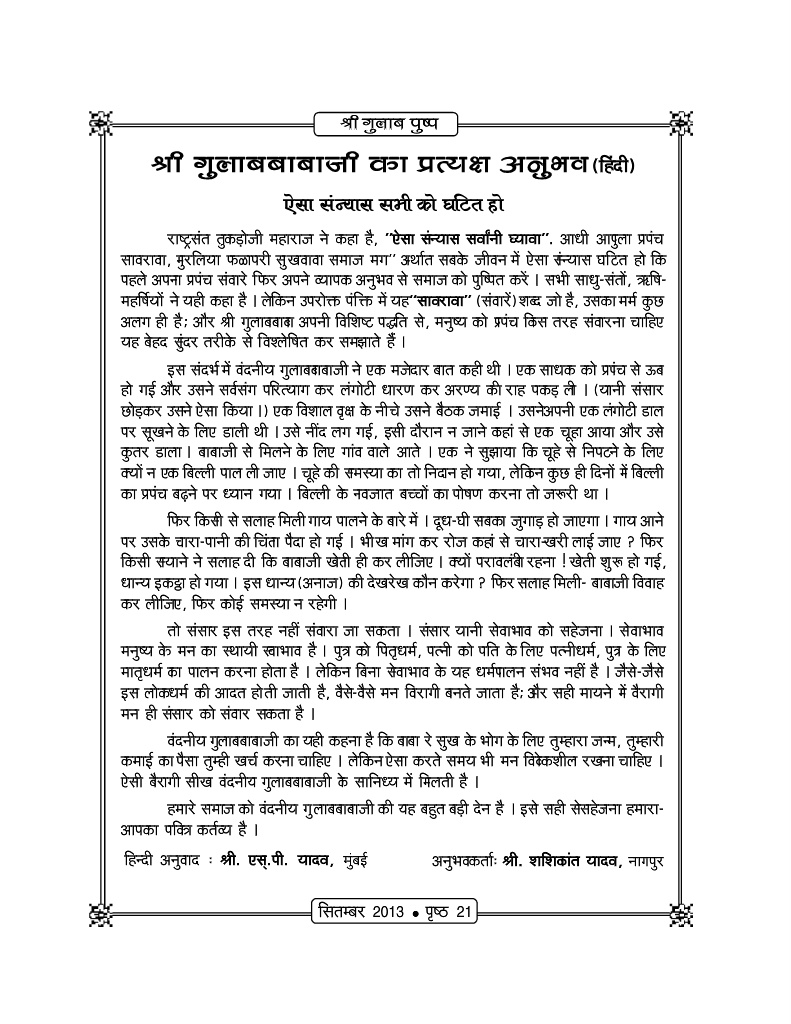 श्री गुलाब पुष्प
श्री गुलाबबाबाजी का प्रत्यक्ष अनुभव (हिंदी)
ऐसा संन्यास सभी को घटित हो
राष्ट्रसंत तुकड़ोजी महाराज ने कहा है, "ऐसा संन्यास सर्वांनी घ्यावा". आधी आपुला प्रपंच
सावरावा, मुरलिया फळापरी सुखवावा समाज मग" अर्थात सबके जीवन में ऐसा संन्यास घटित हो कि
पहले अपना प्रपंच संवारे फिर अपने व्यापक अनुभव से समाज को पुष्पित करें । सभी साधु-संतों, ऋषि-
महर्षियों ने यही कहा है । लेकिन उपरोक्त पंक्ति में यह "सावरावा" (संवारें) शब्द जो है, उसका मर्म कुछ
अलग ही है; और श्री गुलाबबाबा अपनी विशिष्ट पद्धति से, मनुष्य को प्रपंच किस तरह संवारना चाहिए
यह बेहद सुंदर तरीके से विश्लेषित कर समझाते हैं ।
इस संदर्भ में वंदनीय गुलाबबाबाजी ने एक मजेदार बात कही थी । एक साधक को प्रपंच से ऊब
हो गई और उसने सर्वसंग परित्याग कर लंगोटी धारण कर अरण्य की राह पकड़ ली । (यानी संसार
छोड़कर उसने ऐसा किया ।) एक विशाल वृक्ष के नीचे उसने बैठक जमाई । उसने अपनी एक लंगोटी डाल
पर सूखने के लिए डाली थी । उसे नींद लग गई, इसी दौरान न जाने कहां से एक चूहा आया और उसे
कुतर डाला । बाबाजी से मिलने के लिए गांव वाले आते । एक ने सुझाया कि चूहे से निपटने के लिए
क्यों न एक बिल्ली पाल ली जाए । चूहे की समस्या का तो निदान हो गया, लेकिन कुछ ही दिनों में बिल्ली
का प्रपंच बढ़ने पर ध्यान गया । बिल्ली के नवजात बच्चों का पोषण करना तो जरूरी था ।
फिर किसी से सलाह मिली गाय पालने के बारे में । दूध-घी सबका जुगाड़ हो जाएगा । गाय आने
पर उसके चारा-पानी की चिंता पैदा हो गई । भीख मांग कर रोज कहां से चारा-खरी लाई जाए ? फिर
किसी सयाने ने सलाह दी कि बाबाजी खेती ही कर लीजिए । क्यों परावलंबी रहना ! खेती शुरू हो गई,
धान्य इकट्ठा हो गया । इस धान्य (अनाज) की देखरेख कौन करेगा ? फिर सलाह मिली- बाबाजी विवाह
कर लीजिए, फिर कोई समस्या न रहेगी ।
तो संसार इस तरह नहीं संवारा जा सकता । संसार यानी सेवाभाव को सहेजना । सेवाभाव
मनुष्य के मन का स्थायी स्वाभाव है । पुत्र को पितृधर्म, पत्नी को पति के लिए पत्नीधर्म, पुत्र के लिए
मातृधर्म का पालन करना होता है । लेकिन बिना सेवाभाव के यह धर्मपालन संभव नहीं है । जैसे-जैसे
इस लोकधर्म की आदत होती जाती है, वैसे-वैसे मन विरागी बनते जाता है; और सही मायने में वैरागी
मन ही संसार को संवार सकता है ।
वंदनीय गुलाबबाबाजी का यही कहना है कि बाबा रे सुख के भोग के लिए तुम्हारा जन्म, तुम्हारी
कमाई का पैसा तुम्ही खर्च करना चाहिए । लेकिन ऐसा करते समय भी मन विवेकशील रखना चाहिए ।
ऐसी बैरागी सीख वंदनीय गुलाबबाबाजी के सानिध्य में मिलती है ।
हमारे समाज को वंदनीय गुलाबबाबाजी की यह बहुत बड़ी देन है । इसे सही से सहेजना हमारा-
आपका पवित्र कर्तव्य है ।
हिन्दी अनुवाद : श्री. एस्.पी. यादव, मुंबई अनुभवकर्ताः श्री. शशिकांत यादव, नागपुर
सितम्बर 2013 ● पृष्ठ 21